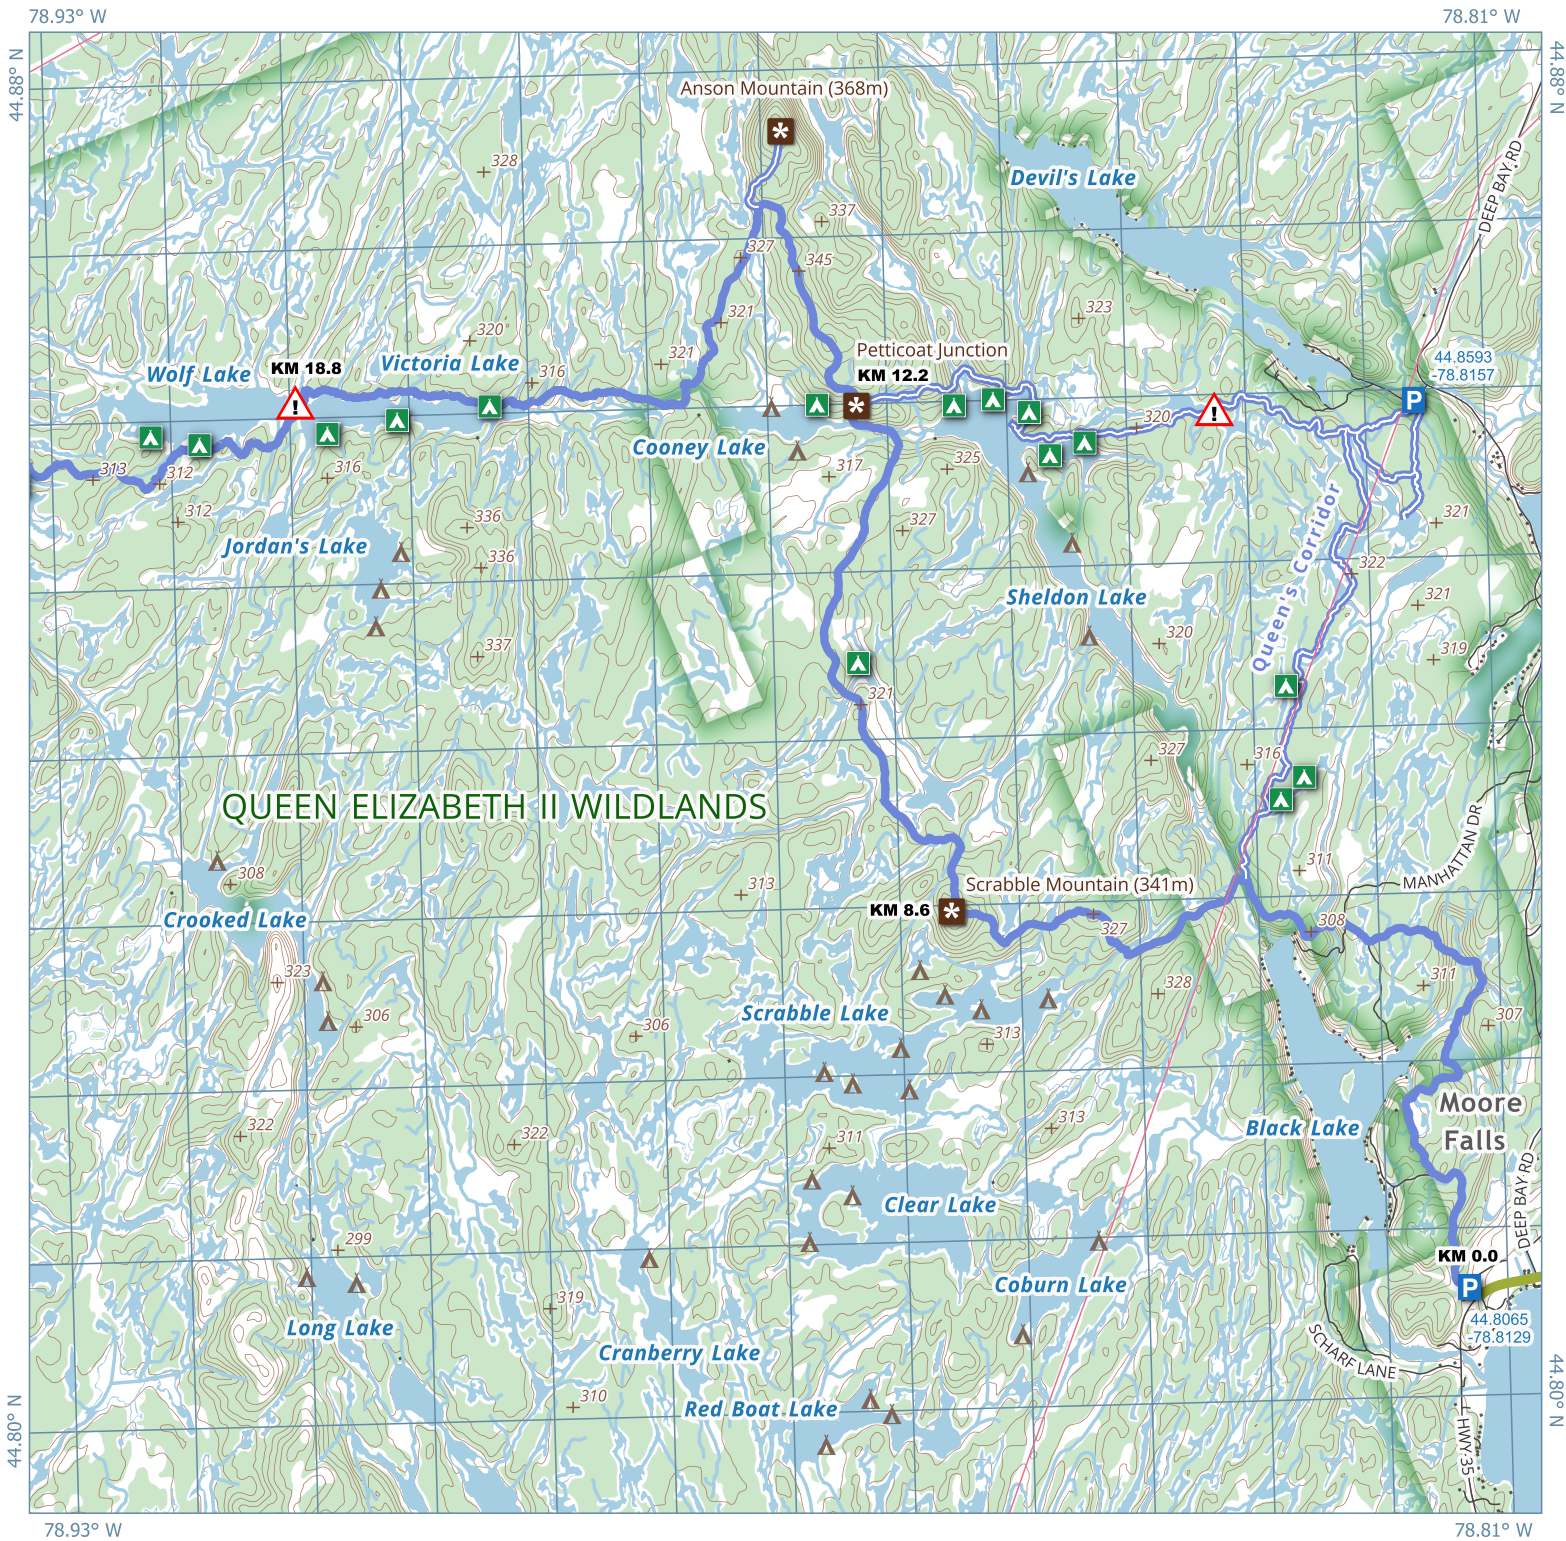 78.93° W
78.81° W
44.88° N
44.88° N
Anson Mountain (368m)
DEEP BAY RD
328
Devil's Lake
337
327
345
321
323
320
321
Petticoat Junction
44.8593
-78.8157
Wolf Lake
KM 18.8
Victoria Lake
316
KM 12.2
P
!
*
!
320
Cooney Lake
313
312
316
317
325
312
336
327
321
Queen's Corridor
Jordan's Lake
336
322
Sheldon Lake
321
337
320
319
321
327
316
QUEEN ELIZABETH II WILDLANDS
MANHATTAN DR
308
313
311
Scrabble Mountain (341m)
KM 8.6
*
Crooked Lake
327
308
323
311
328
306
306
Scrabble Lake
313
307
Moore
Falls
322
322
311
313
Black Lake
DEEP BAY RD
Clear Lake
299
KM 0.0
Coburn Lake
P
319
44.8065
-78.8129
Long Lake
Cranberry Lake
SCHARF LANE
310
Red Boat Lake
HWY 35
44.80° N
44.80° N
78.93° W
78.81° W